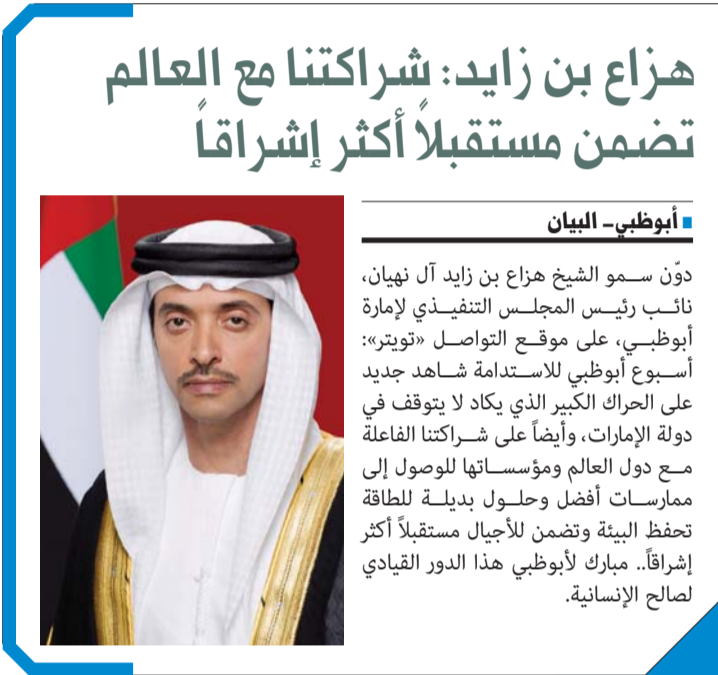 هزاع بن زايد: شراكتنا مع العالم
تضمن مستقبلاً أكثر إشراقاً
أبوظبي- البيان
دوّن سمو الشيخ هزاع بن زايد آل نهيان،
نائب رئيس المجلس التنفيذي لإمارة
أبوظبي، على موقع التواصل «تويتر»:
أسبوع أبوظبي للاستدامة شاهد جديد
على الحراك الكبير الذي يكاد لا يتوقف في
دولة الإمارات، وأيضاً على شراكتنا الفاعلة
مع دول العالم ومؤسساتها للوصول إلى
ممارسات أفضل وحلول بديلة للطاقة
تحفظ البيئة وتضمن للأجيال مستقبلاً أكثر
إشراقاً.. مبارك لأبوظبي هذا الدور القيادي
لصالح الإنسانية.